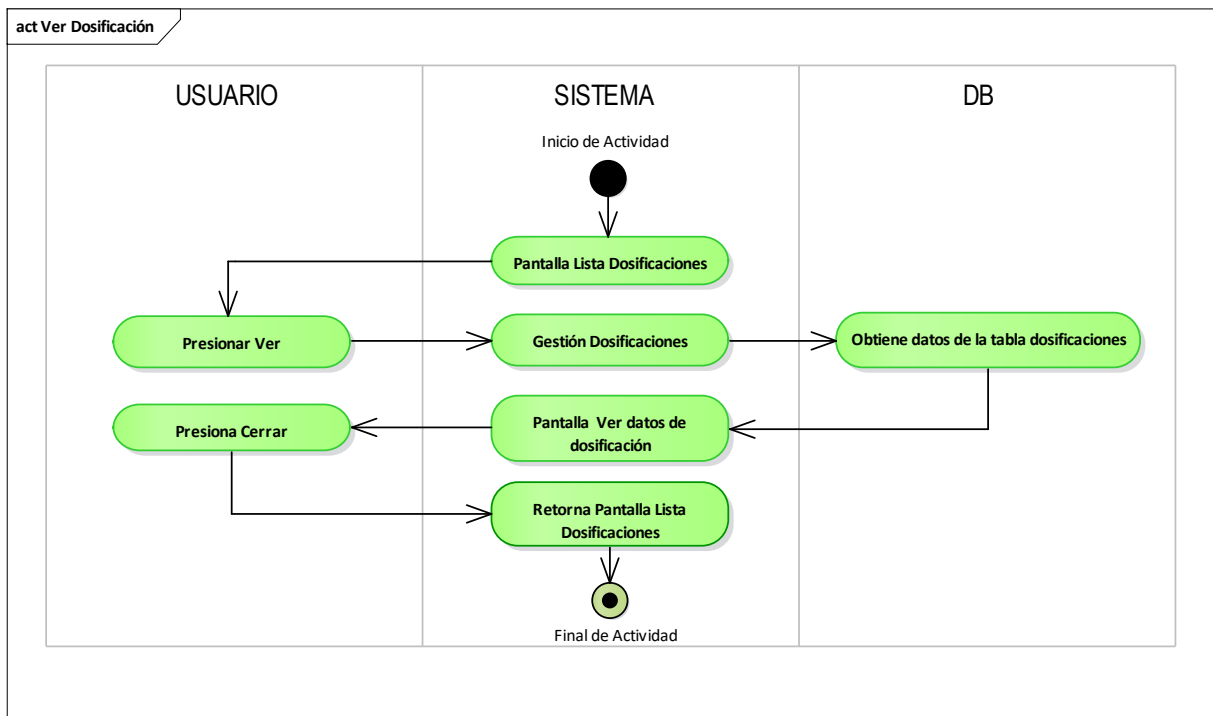 act Ver Dosificación
USUARIO
SISTEMA
DB
Inicio de Actividad
Pantalla Lista Dosificaciones
Presionar Ver
Gestión Dosificaciones
Obtiene datos de la tabla dosificaciones
Presiona Cerrar
Pantalla Ver datos de
dosificación
Retorna Pantalla Lista
Dosificaciones
Final de Actividad